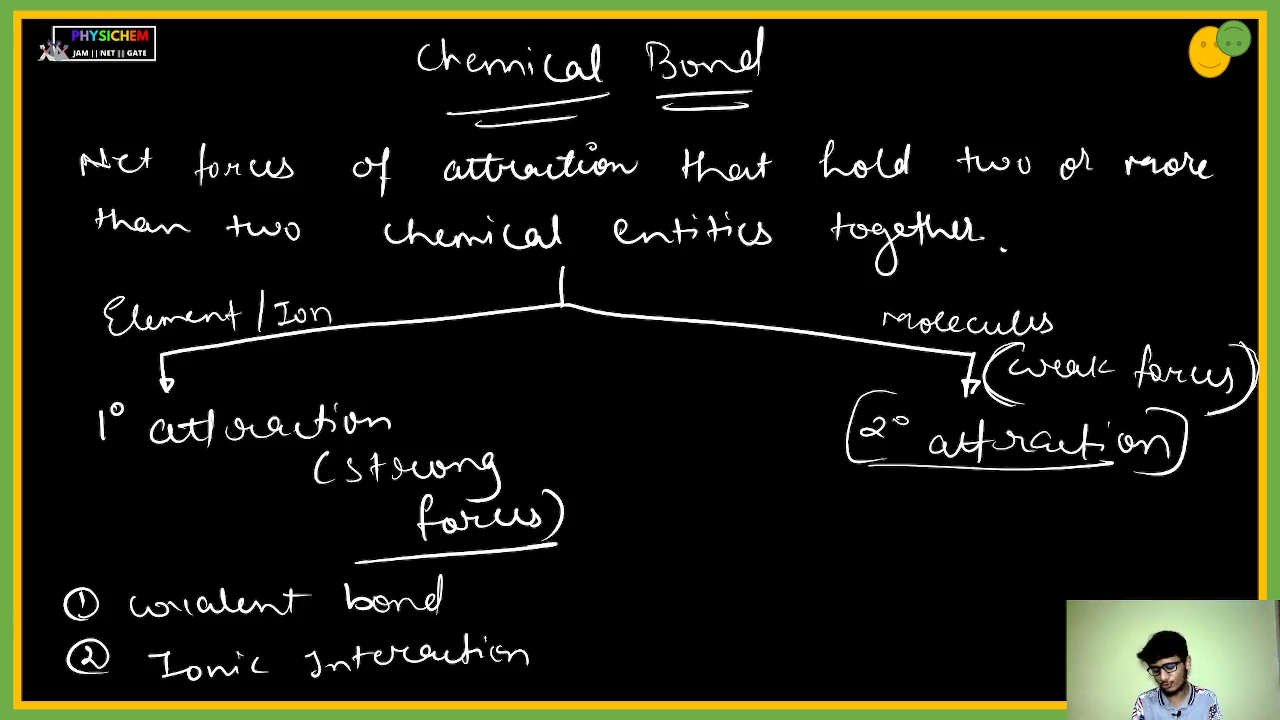 PHYSICHEM
JAM || NET || GATE
Chemical Bond
Net forces of attraction that hold two or more
than two chemical entities together.
Element / Ion
molecules
(weak forces)
1° attraction
2° attraction
(strong
forces)
① covalent bond
② Ionic Interaction